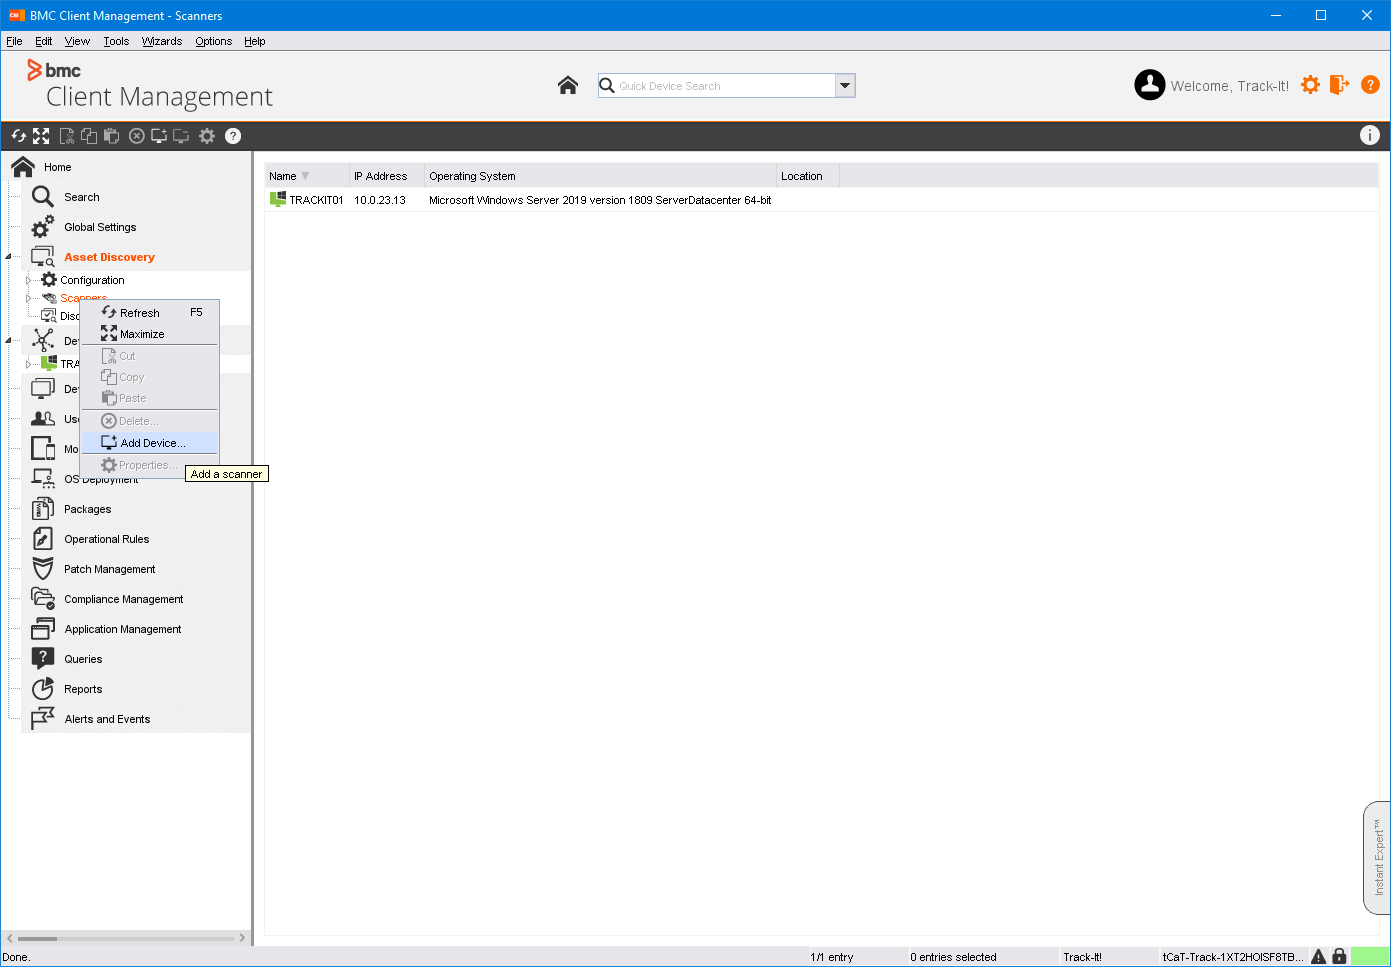 BMC Client Management - Scanners
File Edit View Tools Wizards Options Help
bmc
Client Management
Quick Device Search
Welcome, Track-It!
Home
Search
Global Settings
Asset Discovery
Configuration
Scanners
Disc
Dev
TRA
Dev
Use
Mo
OS Deployment
Packages
Operational Rules
Patch Management
Compliance Management
Application Management
Queries
Reports
Alerts and Events
Refresh F5
Maximize
Cut
Copy
Paste
Delete...
Add Device...
Properties...
Add a scanner
Name IP Address Operating System Location
TRACKIT01 10.0.23.13 Microsoft Windows Server 2019 version 1809 ServerDatacenter 64-bit
Instant Expert™
Done. 1/1 entry 0 entries selected Track-It! tCaT-Track-1XT2HOISF8TB...